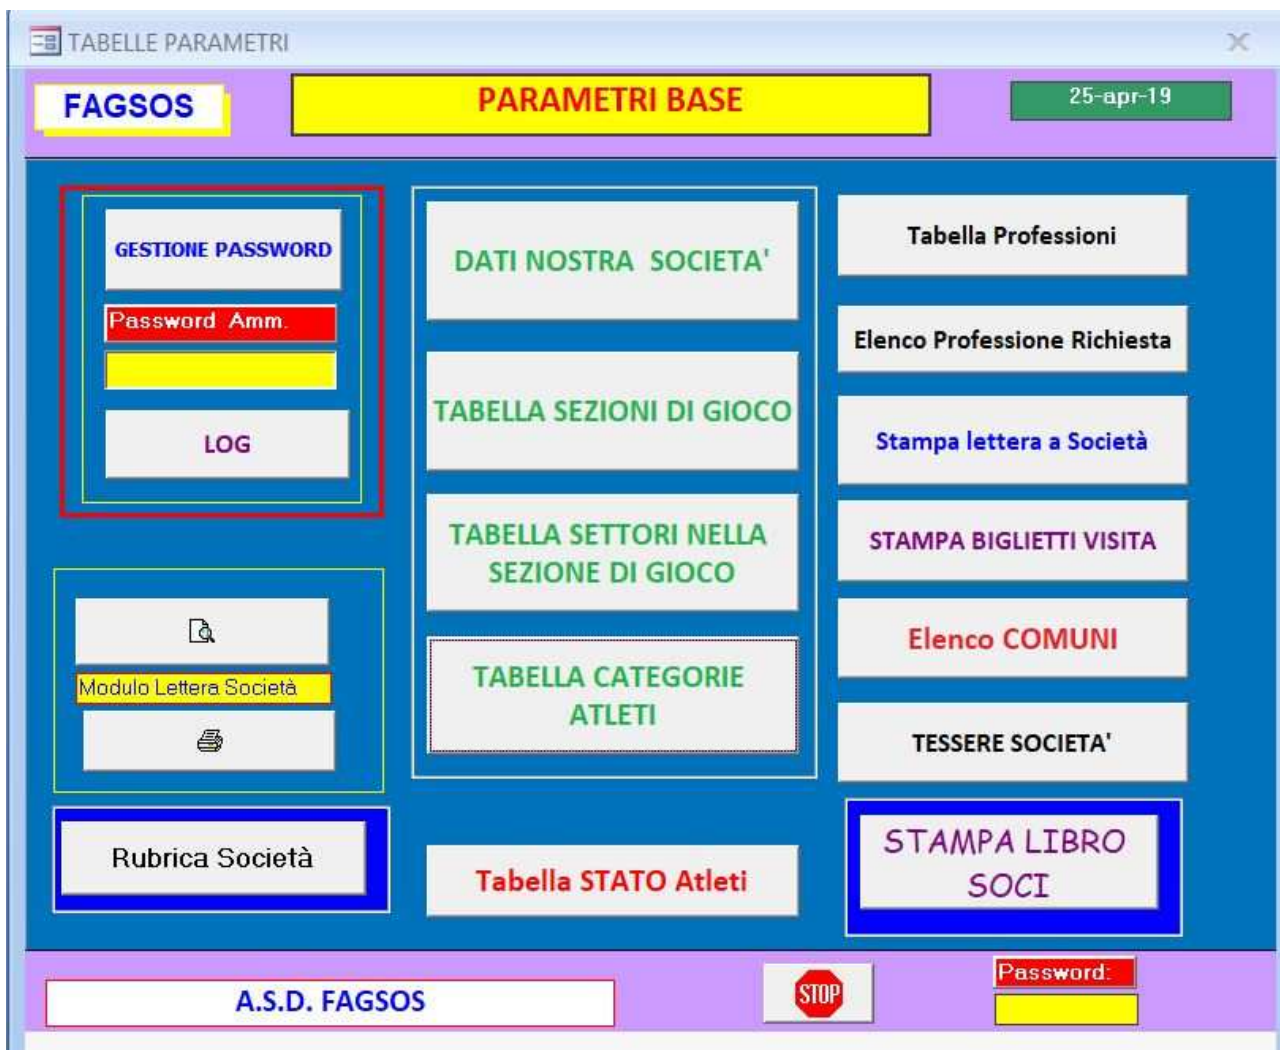 TABELLE PARAMETRI
FAGSOS
PARAMETRI BASE
25-apr-19
GESTIONE PASSWORD
Password Amm.
LOG
Modulo Lettera Società
Rubrica Società
DATI NOSTRA SOCIETA'
TABELLA SEZIONI DI GIOCO
TABELLA SETTORI NELLA
SEZIONE DI GIOCO
TABELLA CATEGORIE
ATLETI
Tabella STATO Atleti
Tabella Professioni
Elenco Professione Richiesta
Stampa lettera a Società
STAMPA BIGLIETTI VISITA
Elenco COMUNI
TESSERE SOCIETA'
STAMPA LIBRO
SOCI
A.S.D. FAGSOS
STOP
Password: